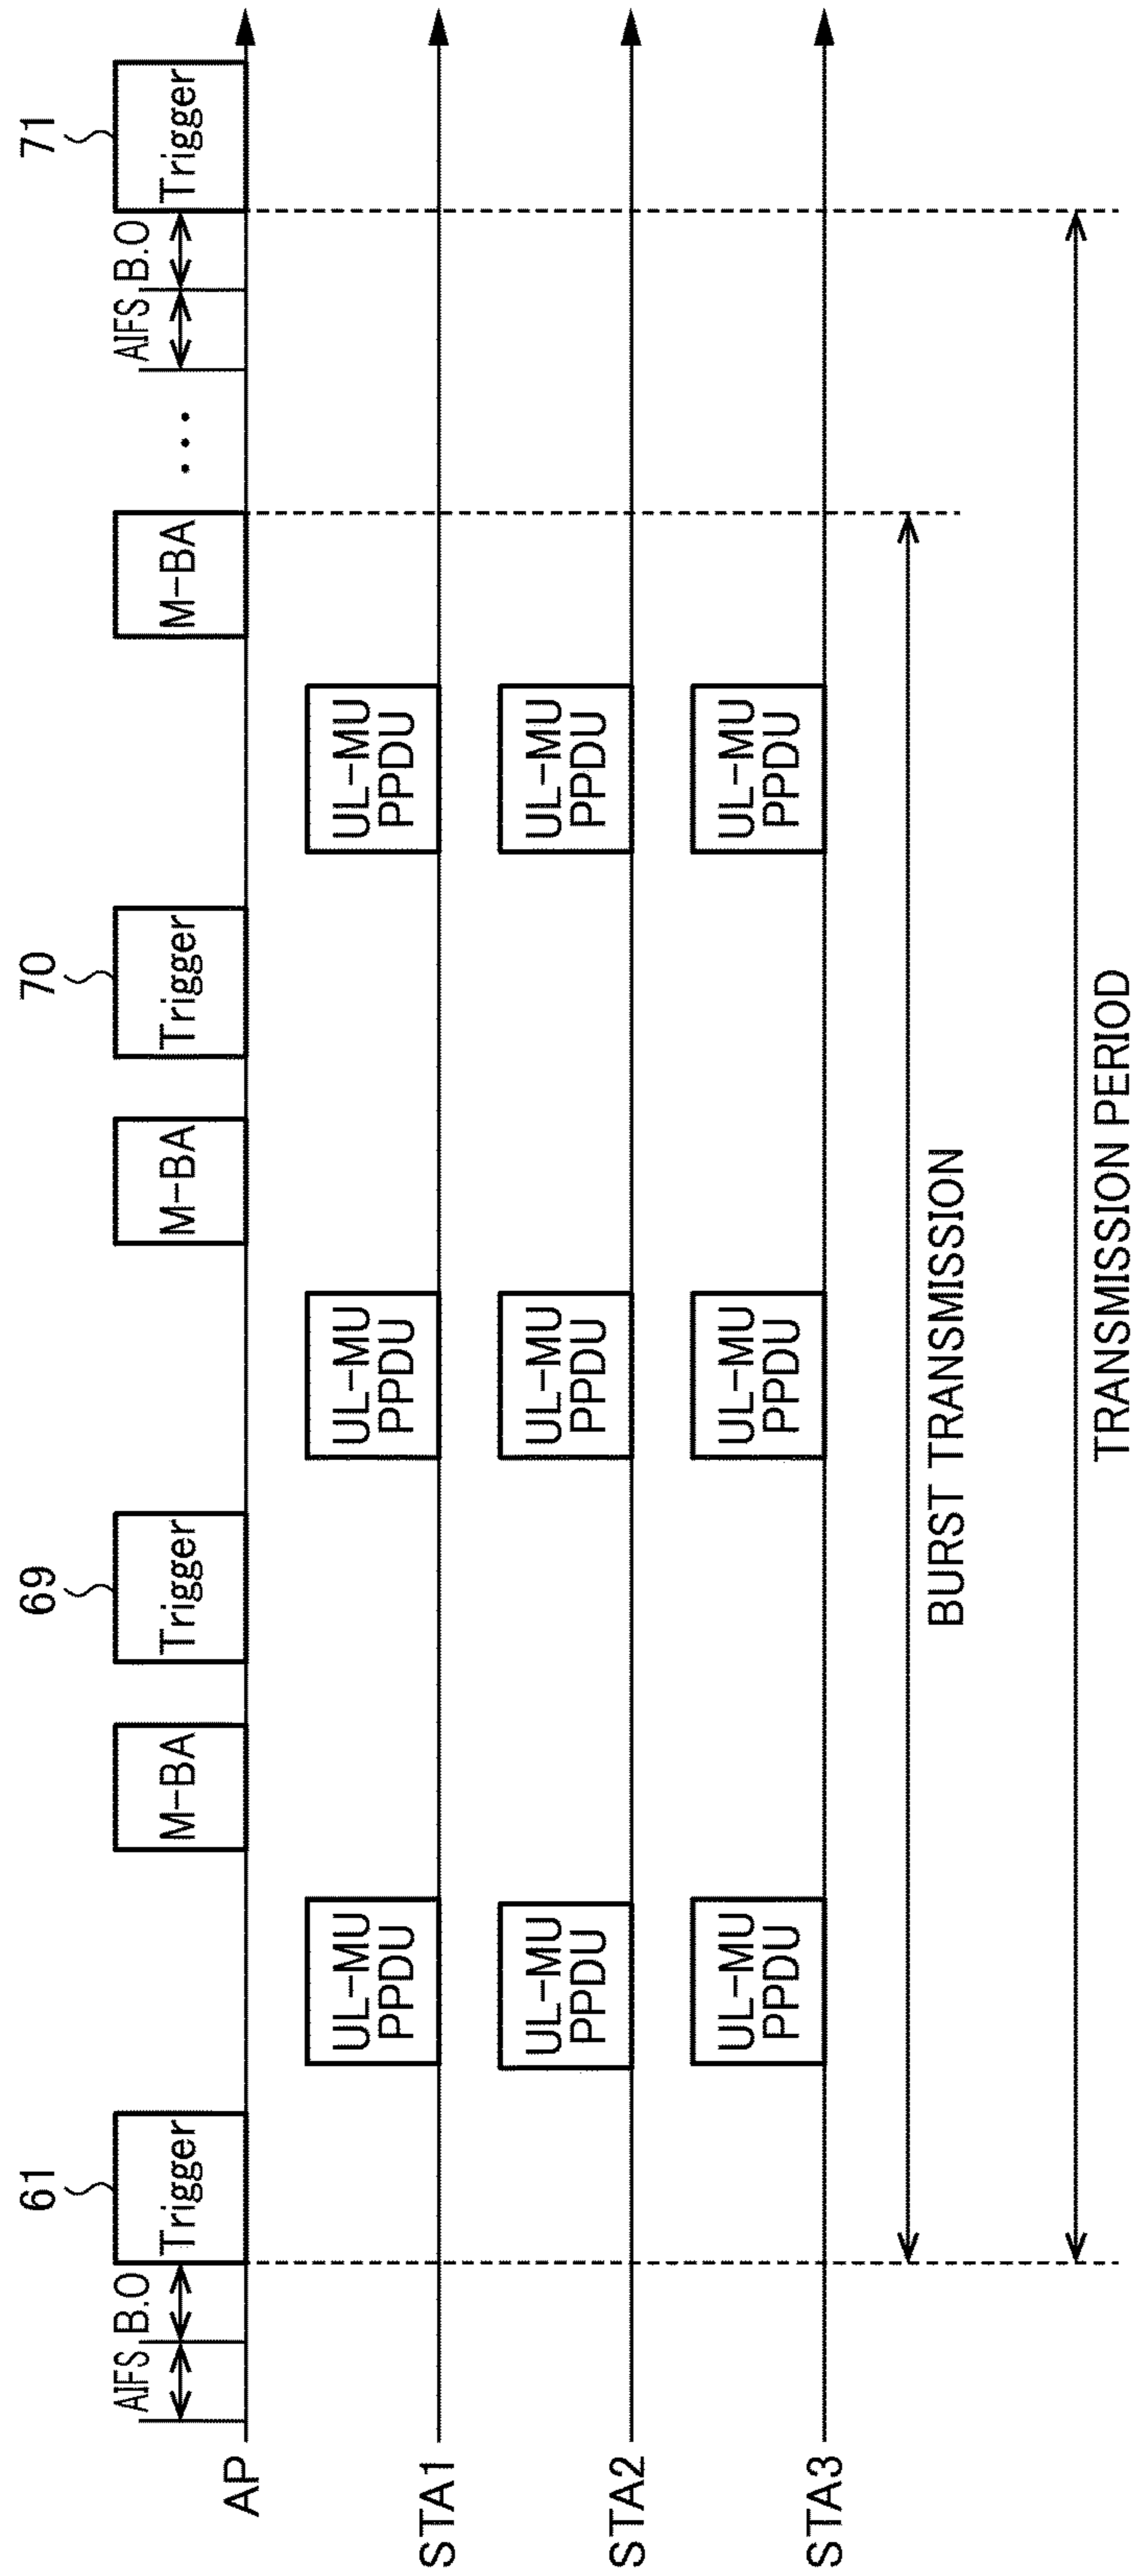 61
69
70
71
AIFS B.O
Trigger
M-BA
Trigger
M-BA
Trigger
M-BA
...
AIFS B.O
Trigger
AP
UL-MU
PPDU
UL-MU
PPDU
UL-MU
PPDU
STA1
UL-MU
PPDU
UL-MU
PPDU
UL-MU
PPDU
STA2
UL-MU
PPDU
UL-MU
PPDU
UL-MU
PPDU
STA3
BURST TRANSMISSION
TRANSMISSION PERIOD